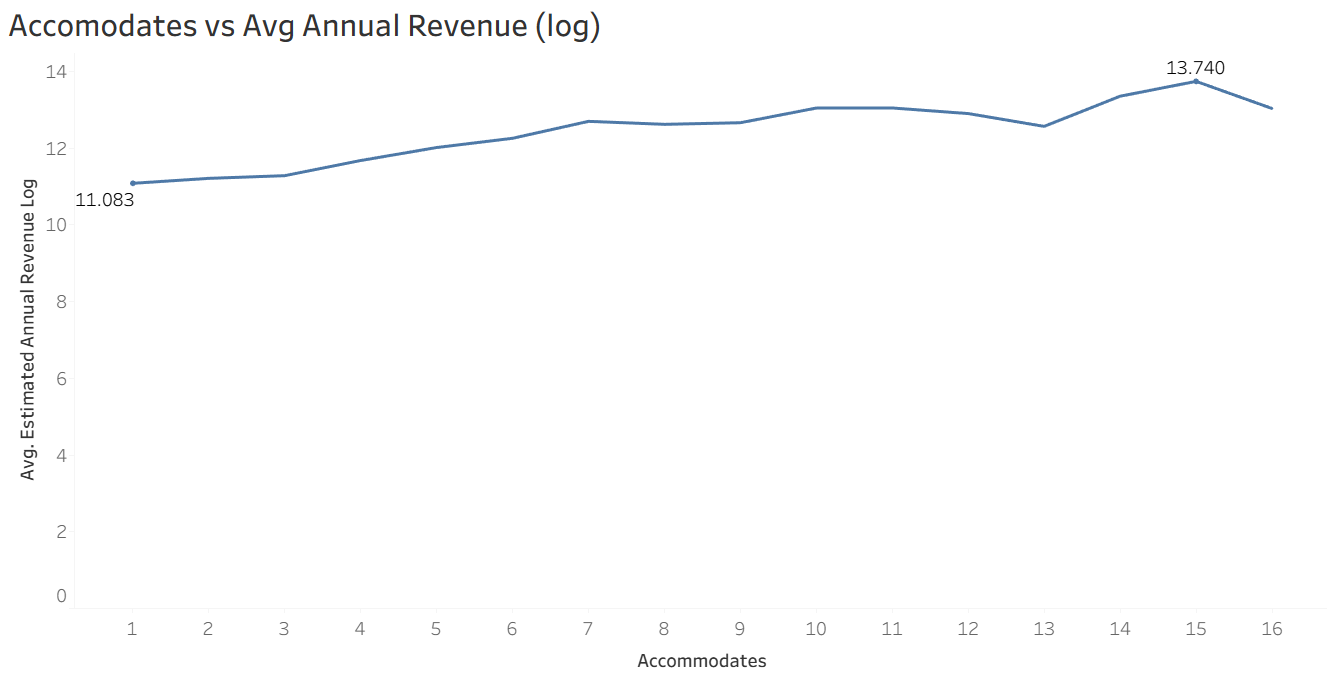 Accomodates vs Avg Annual Revenue (log)
Avg. Estimated Annual Revenue Log
14
12
10
8
6
4
2
0
13.740
11.083
1 2 3 4 5 6 7 8 9 10 11 12 13 14 15 16
Accommodates